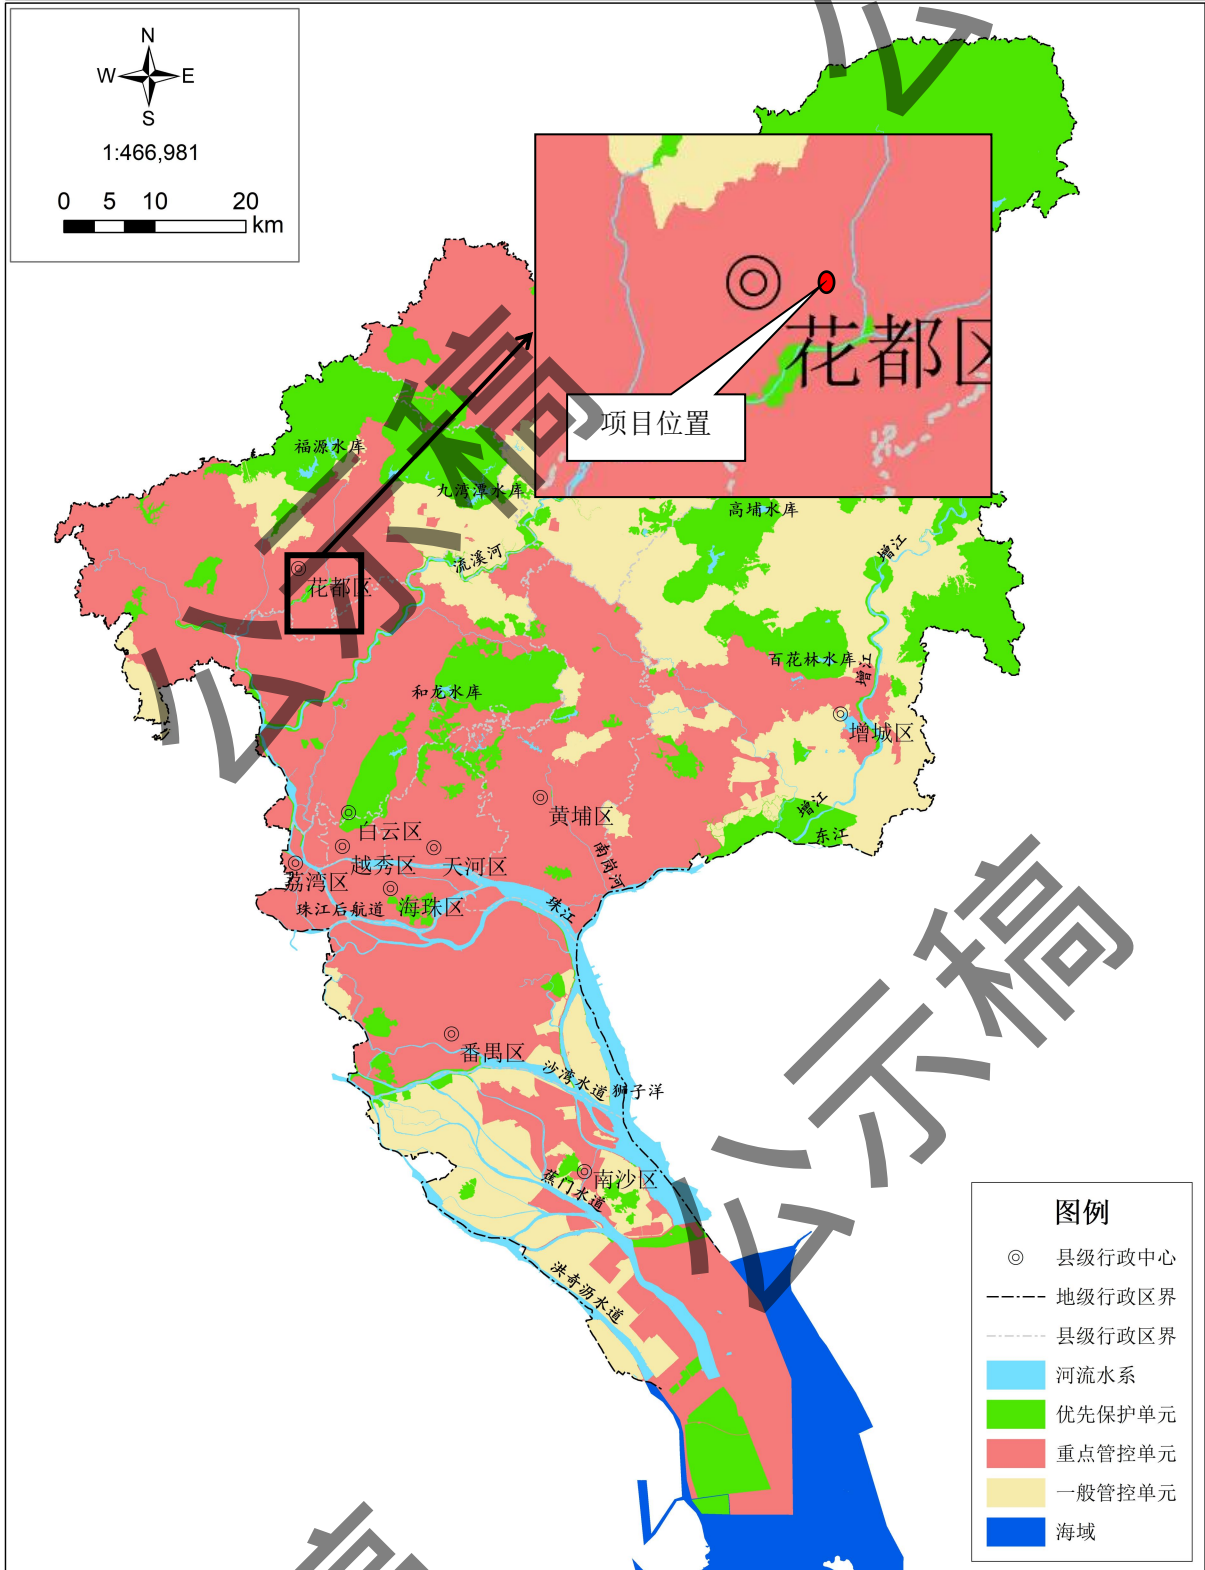 N
W E
S
1:466,981
0 5 10 20
km
花都区
项目位置
福源水库
九湾潭水库
高埔水库
流溪河
增江
花都区
百花林水库
增江
和龙水库
增城区
黄埔区
增江
白云区
东江
越秀区
天河区
南岗河
荔湾区
海珠区
珠江后航道
珠江
番禺区
沙湾水道
狮子洋
南沙区
蕉门水道
洪奇沥水道
图例
县级行政中心
地级行政区界
县级行政区界
河流水系
优先保护单元
重点管控单元
一般管控单元
海域
公示稿
公示稿
公
稿